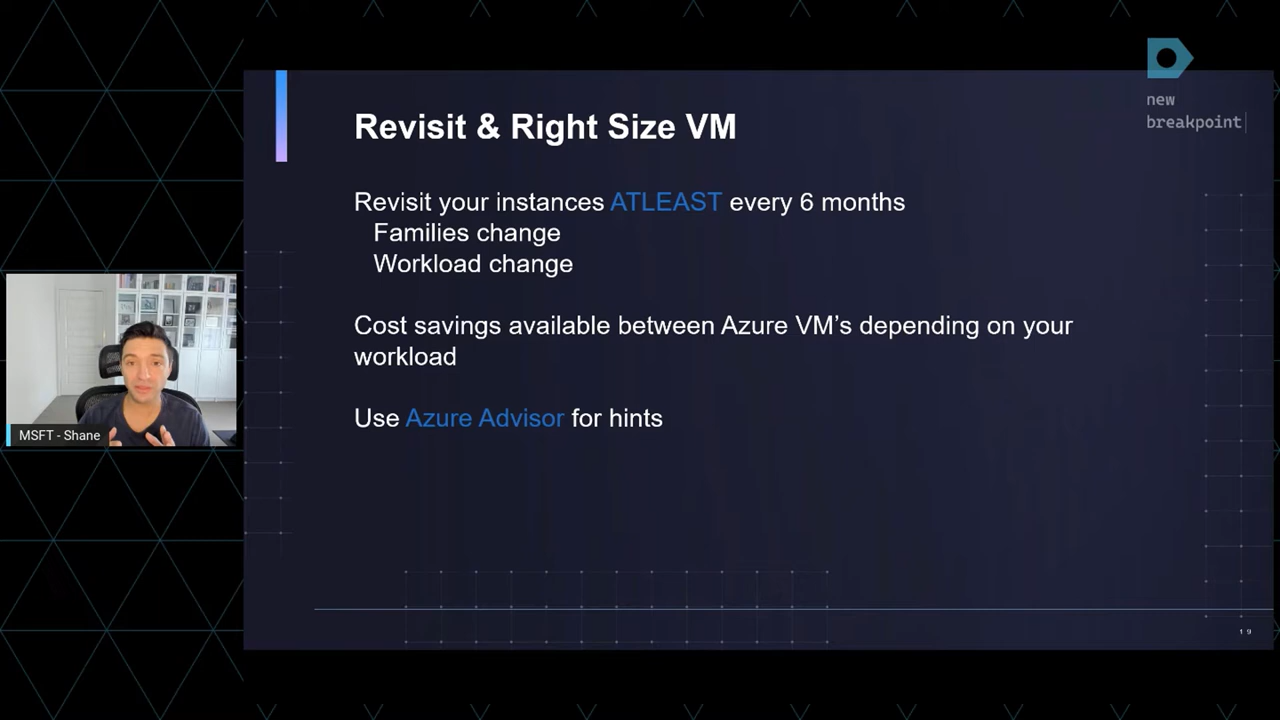 new
breakpoint
Revisit & Right Size VM
Revisit your instances ATLEAST every 6 months
Families change
Workload change
Cost savings available between Azure VM’s depending on your
workload
Use Azure Advisor for hints
MSFT - Shane
19